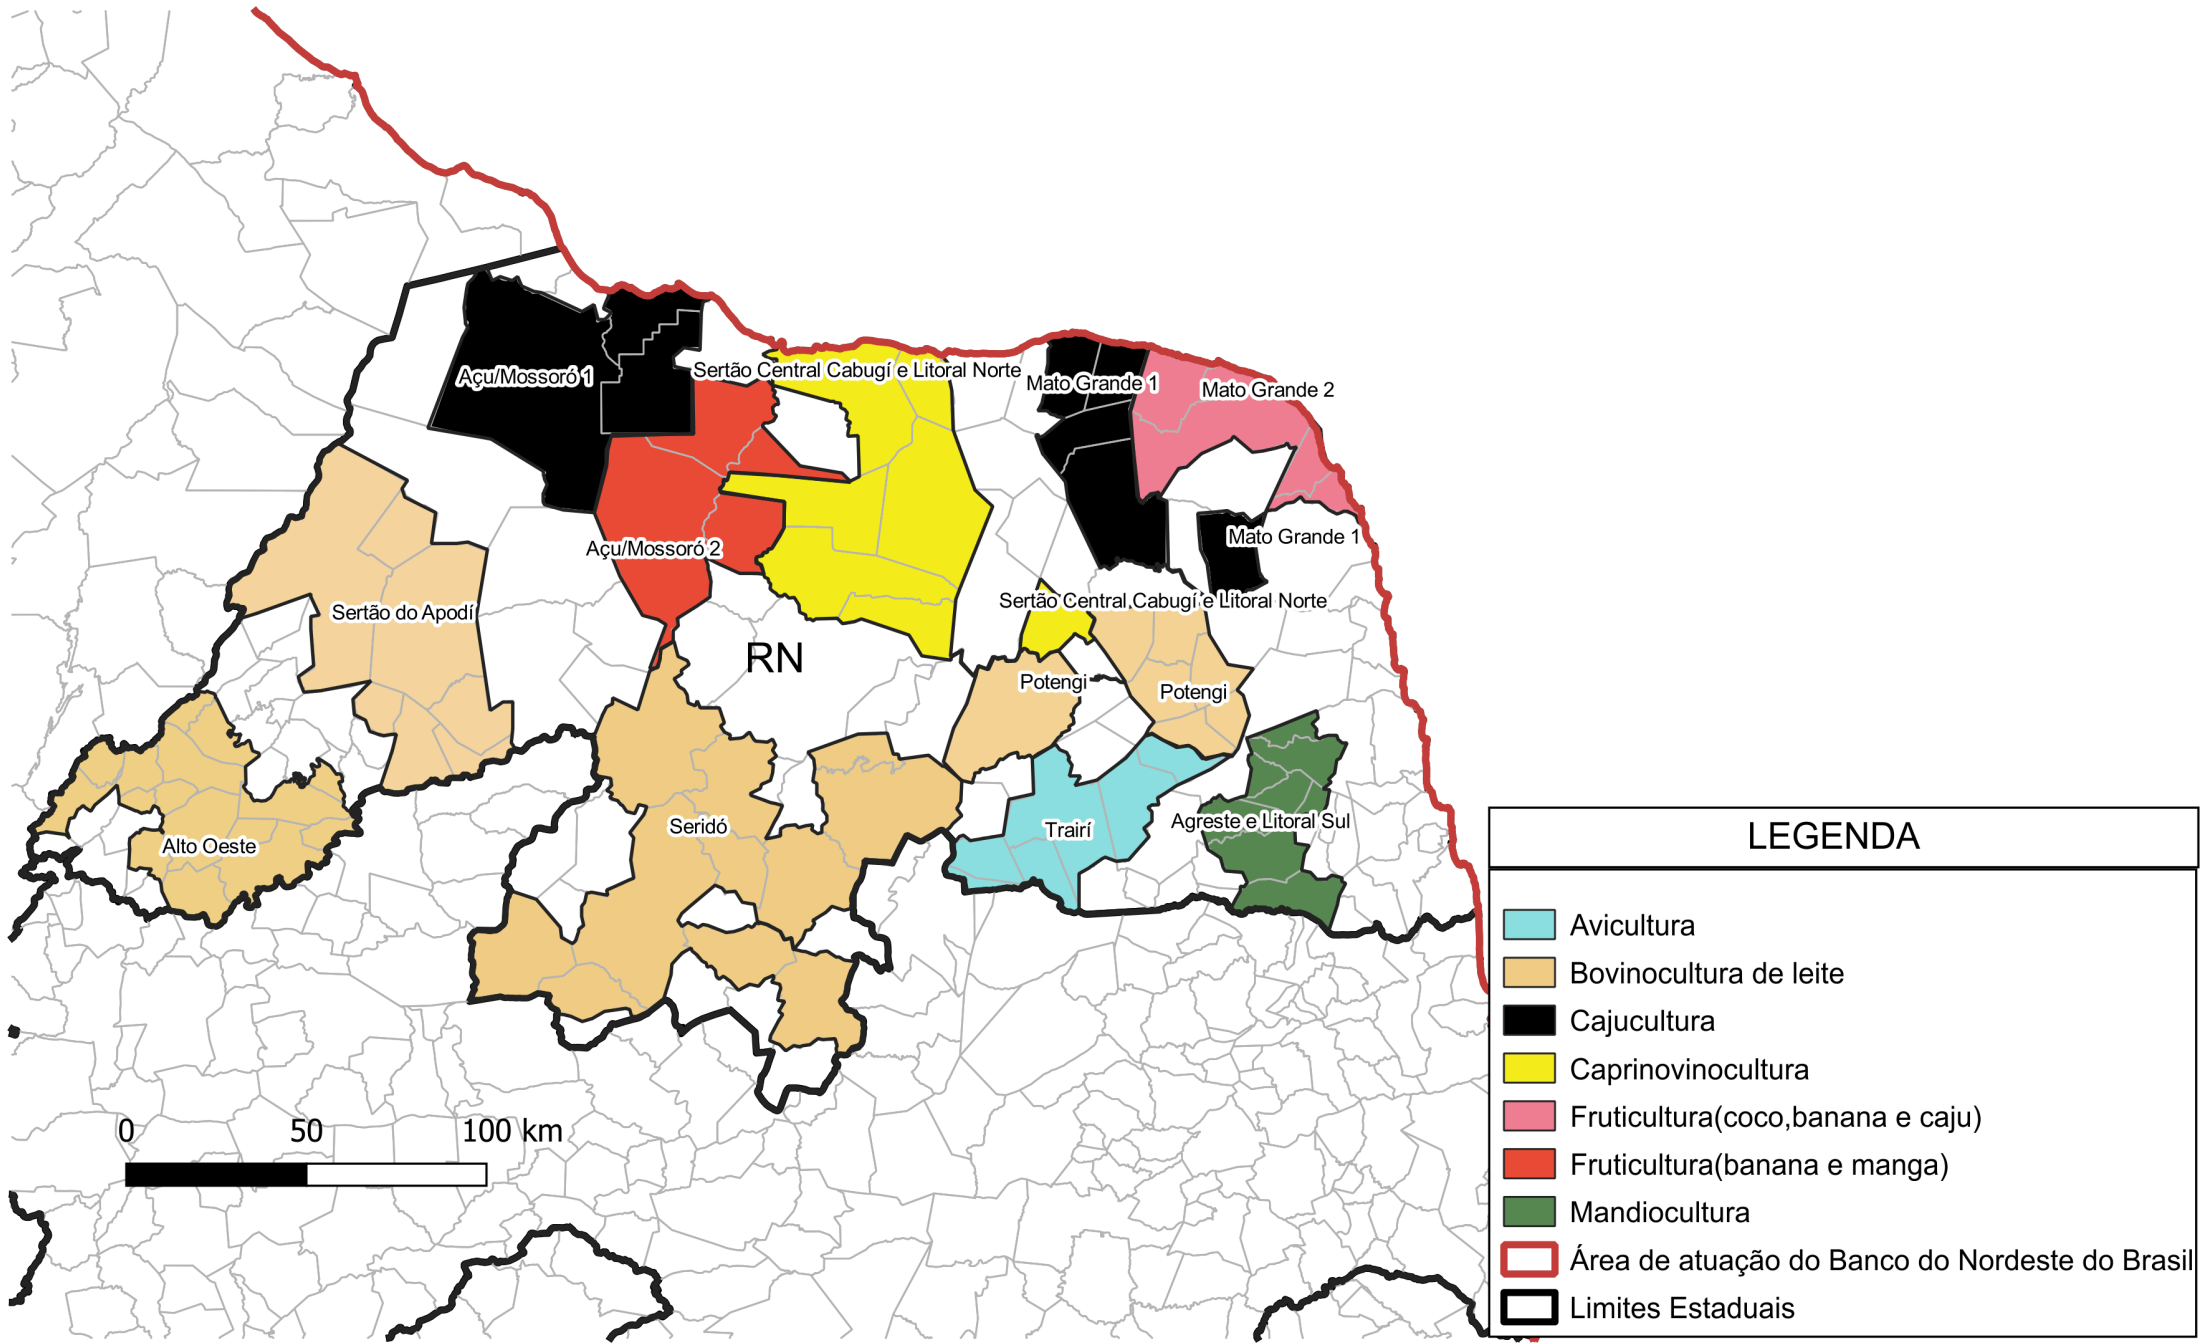 Açu/Mossoró 1
Sertão Central Cabugí e Litoral Norte
Mato Grande 1
Mato Grande 2
Açu/Mossoró 2
Mato Grande 1
Sertão do Apodí
Sertão Central Cabugí e Litoral Norte
RN
Potengi
Potengi
Alto Oeste
Seridó
Trairí
Agreste e Litoral Sul
0 50 100 km
LEGENDA
Avicultura
Bovinocultura de leite
Cajucultura
Caprinovinocultura
Fruticultura(coco,banana e caju)
Fruticultura(banana e manga)
Mandiocultura
Área de atuação do Banco do Nordeste do Brasil
Limites Estaduais